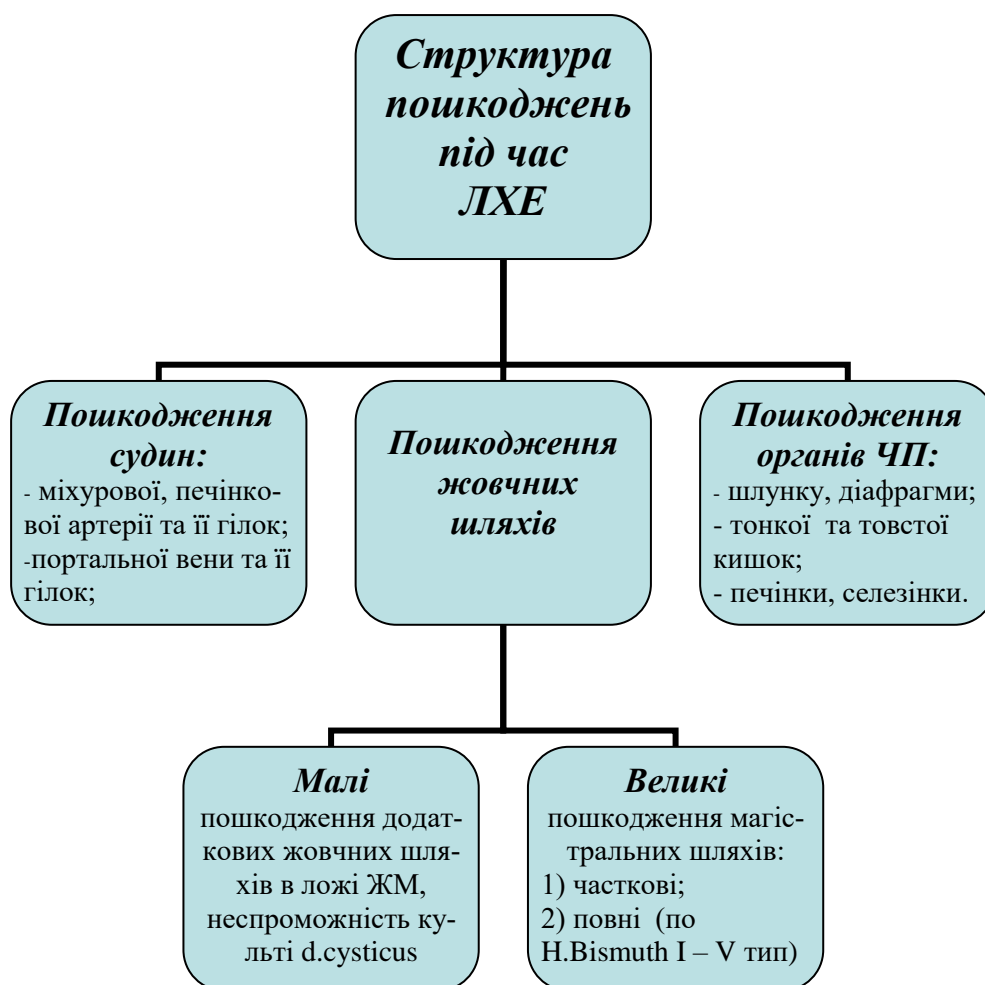 Структура
пошкоджень
під час
ЛХЕ
Пошкодження
судин:
- міхурової, печінко-
вої артерії та її гілок;
-портальної вени та її
гілок;
Пошкодження
жовчних
шляхів
Пошкодження
органів ЧП:
- шлунку, діафрагми;
- тонкої та товстої
кишок;
- печінки, селезінки.
Малі
пошкодження додат-
кових жовчних шля-
хів в ложі ЖМ,
неспроможність ку-
льті d.cysticus
Великі
пошкодження магіс-
тральних шляхів:
1) часткові;
2) повні (по
H.Bismuth I – V тип)